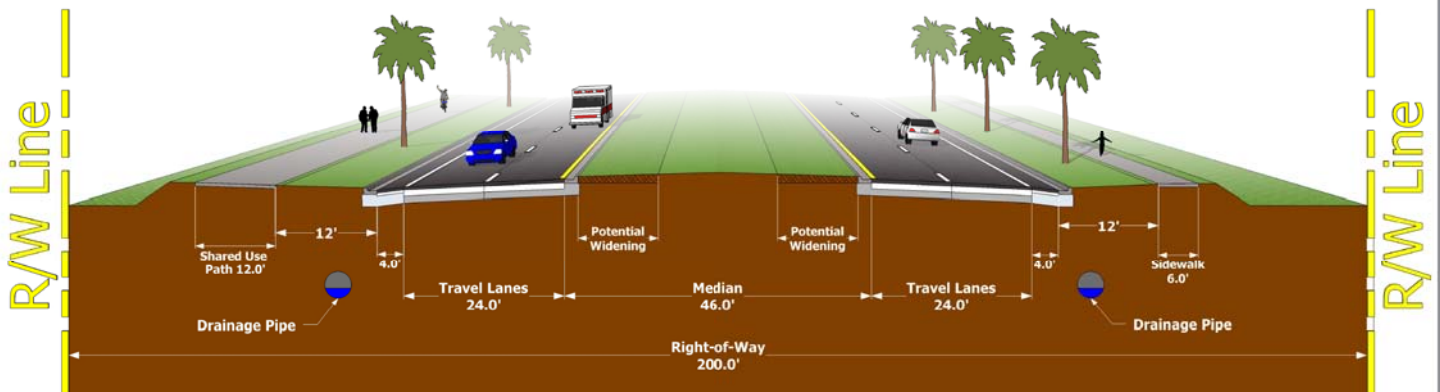 R/W Line
R/W Line
12'
12'
Potential
Widening
Potential
Widening
Shared Use
Path 12.0'
4.0'
4.0'
Sidewalk
6.0'
Travel Lanes
24.0'
Median
46.0'
Travel Lanes
24.0'
Drainage Pipe
Drainage Pipe
Right-of-Way
200.0'